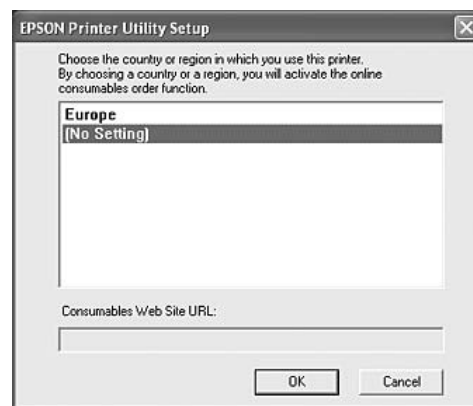 EPSON Printer Utility Setup
Choose the country or region in which you use this printer.
By choosing a country or a region, you will activate the online
consumables order function.
Europe
(No Setting)
Consumables Web Site URL:
OK
Cancel